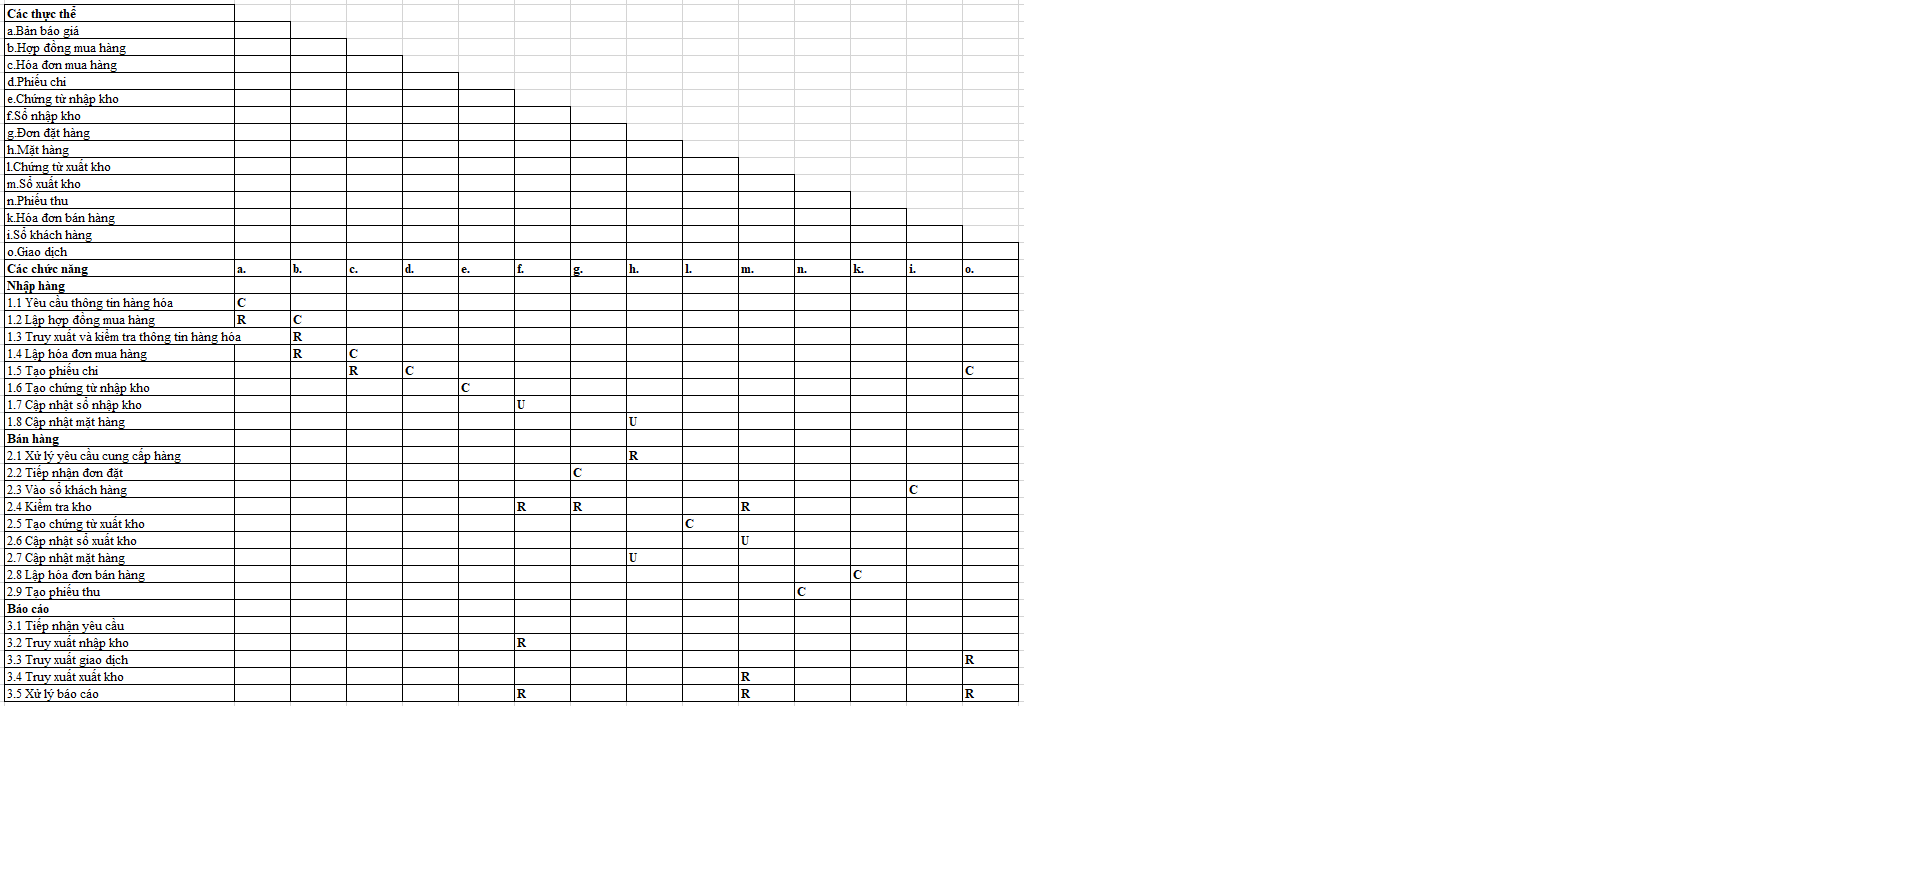 Các thực thể
a.Bản báo giá
b.Hợp đồng mua hàng
c.Hóa đơn mua hàng
d.Phiếu chi
e.Chứng từ nhập kho
f.Sổ nhập kho
g.Đơn đặt hàng
h.Mặt hàng
l.Chứng từ xuất kho
m.Sổ xuất kho
n.Phiếu thu
k.Hóa đơn bán hàng
i.Sổ khách hàng
o.Giao dịch
Các chức năng a. b. c. d. e. f. g. h. l. m. n. k. i. o.
Nhập hàng
1.1 Yêu cầu thông tin hàng hóa C
1.2 Lập hợp đồng mua hàng R C
1.3 Truy xuất và kiểm tra thông tin hàng hóa R
1.4 Lập hóa đơn mua hàng R C
1.5 Tạo phiếu chi R C C
1.6 Tạo chứng từ nhập kho C
1.7 Cập nhật sổ nhập kho U
1.8 Cập nhật mặt hàng U
Bán hàng
2.1 Xử lý yêu cầu cung cấp hàng R
2.2 Tiếp nhận đơn đặt C
2.3 Vào sổ khách hàng C
2.4 Kiểm tra kho R R R
2.5 Tạo chứng từ xuất kho C
2.6 Cập nhật sổ xuất kho U
2.7 Cập nhật mặt hàng U
2.8 Lập hóa đơn bán hàng C
2.9 Tạo phiếu thu C
Báo cáo
3.1 Tiếp nhận yêu cầu
3.2 Truy xuất nhập kho R
3.3 Truy xuất giao dịch R
3.4 Truy xuất xuất kho R
3.5 Xử lý báo cáo R R R